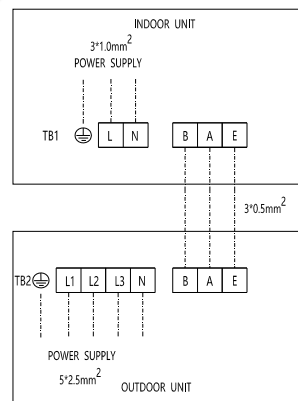 INDOOR UNIT
3*1.0mm²
POWER SUPPLY
TB1 L N B A E
3*0.5mm²
TB2 L1 L2 L3 N B A E
POWER SUPPLY
5*2.5mm²
OUTDOOR UNIT